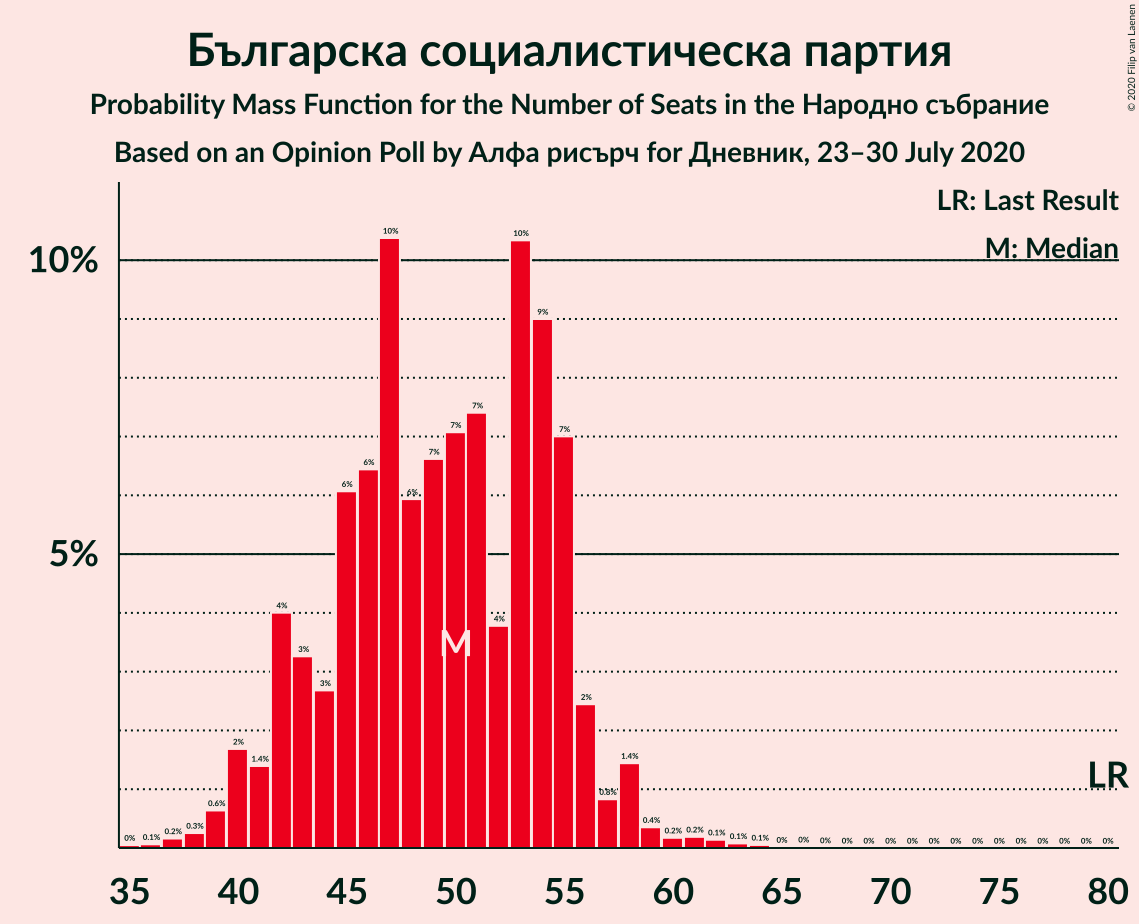 Българска социалистическа партия
Probability Mass Function for the Number of Seats in the Народно събрание
Based on an Opinion Poll by Алфа рисърч for Дневник, 23–30 July 2020
© 2020 Filip van Laenen
LR: Last Result
M: Median
10%
5%
0% 0.1% 0.2% 0.3% 0.6% 2% 1.4% 4% 3% 3% 6% 6% 10% 6% 7% 7% 7% 4% 10% 9% 7% 2% 0.8% 1.4% 0.4% 0.2% 0.2% 0.1% 0.1% 0.1% 0% 0% 0% 0% 0% 0% 0% 0% 0% 0% 0% 0% 0% 0% 0% 0%
M
LR
35 40 45 50 55 60 65 70 75 80